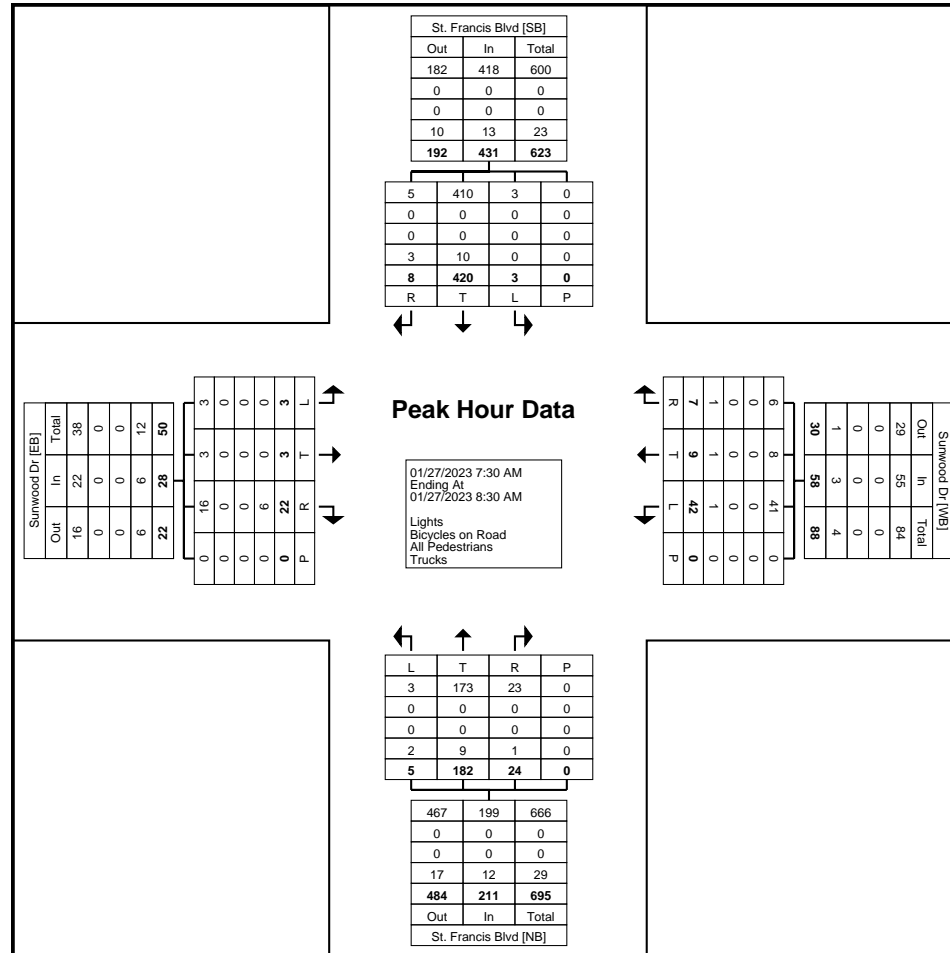 St. Francis Blvd [SB]
Out In Total
182 418 600
0 0 0
0 0 0
10 13 23
192 431 623
5 410 3 0
0 0 0 0
0 0 0 0
3 10 0 0
8 420 3 0
R T L P
Sunwood Dr [EB]
Total In Out
38 22 16
0 0 0
0 0 0
12 6 6
50 28 22
3 3 16 0
0 0 0 0
0 0 0 0
0 0 6 0
3 3 22 0
L T R P
Peak Hour Data
01/27/2023 7:30 AM
Ending At
01/27/2023 8:30 AM
Lights
Bicycles on Road
All Pedestrians
Trucks
R T L P
7 9 42 0
1 1 1 0
0 0 0 0
0 0 0 0
6 8 41 0
Sunwood Dr [WB]
Out In Total
29 55 84
0 0 0
0 0 0
1 3 4
30 58 88
L T R P
3 173 23 0
0 0 0 0
0 0 0 0
2 9 1 0
5 182 24 0
467 199 666
0 0 0
0 0 0
17 12 29
484 211 695
Out In Total
St. Francis Blvd [NB]